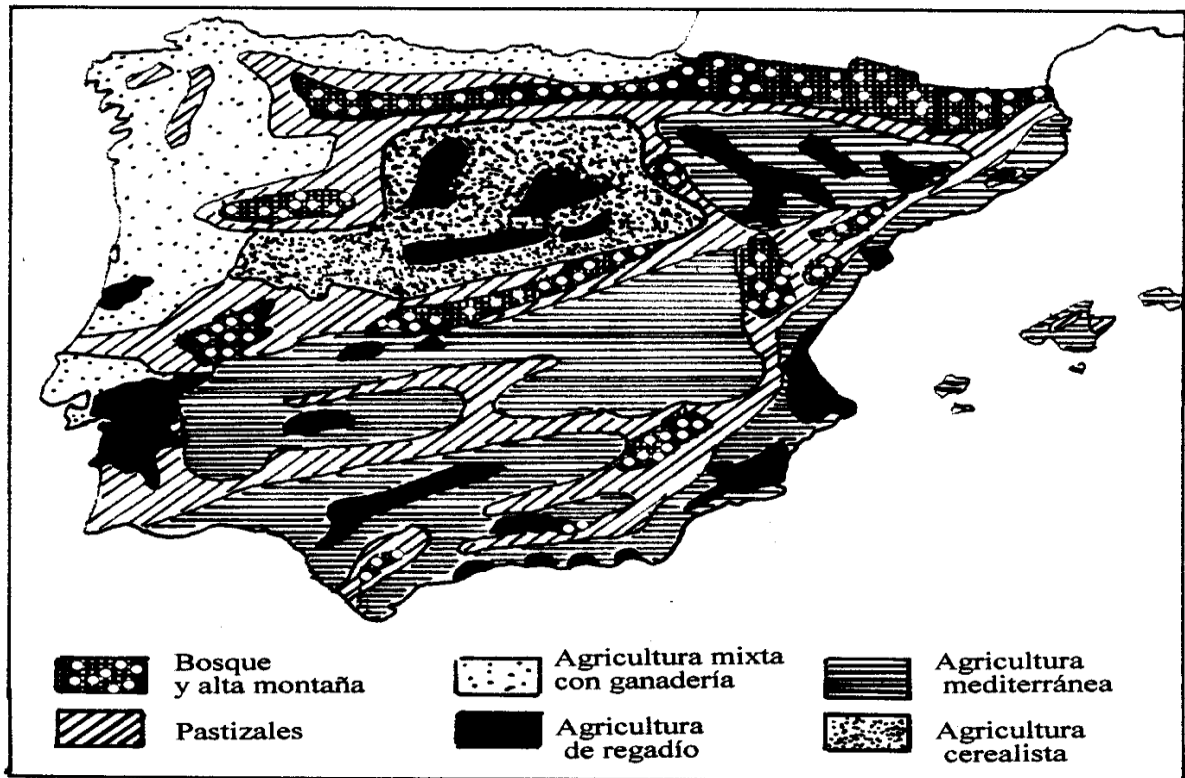 Bosque
y alta montaña
Agricultura mixta
con ganadería
Agricultura
mediterránea
Pastizales
Agricultura
de regadío
Agricultura
cerealista